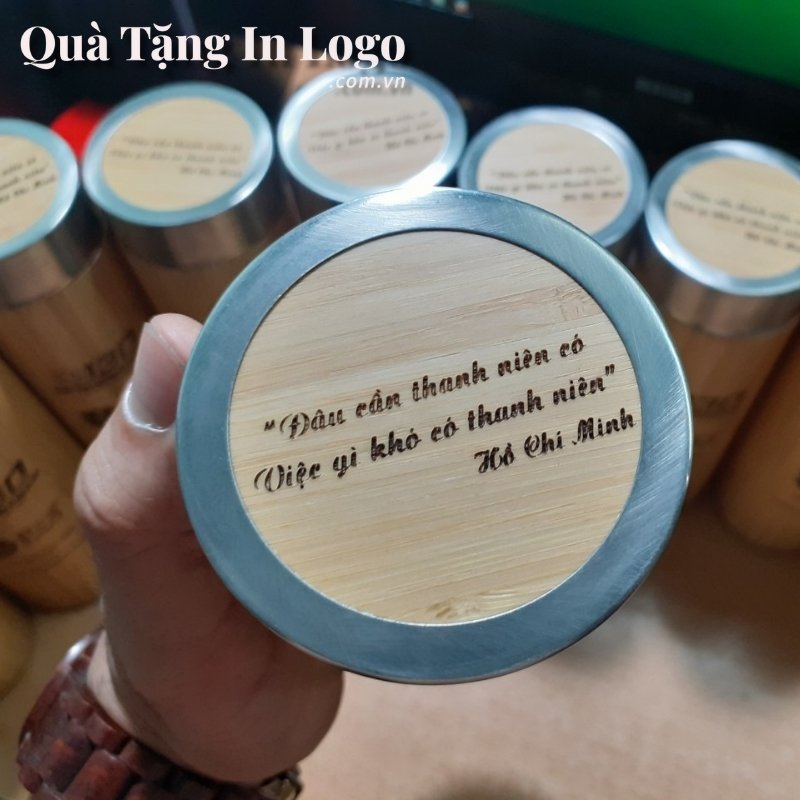 Quà Tặng In Logo
.com.vn
"Đâu cần thanh niên có
Việc gì khó có thanh niên"
Hồ Chí Minh